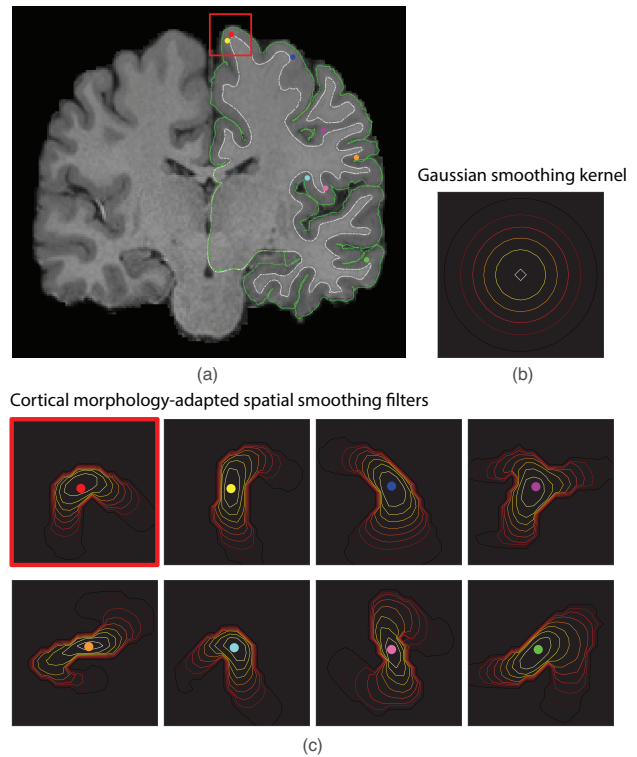 Gaussian smoothing kernel
(a)
(b)
Cortical morphology-adapted spatial smoothing filters
(c)